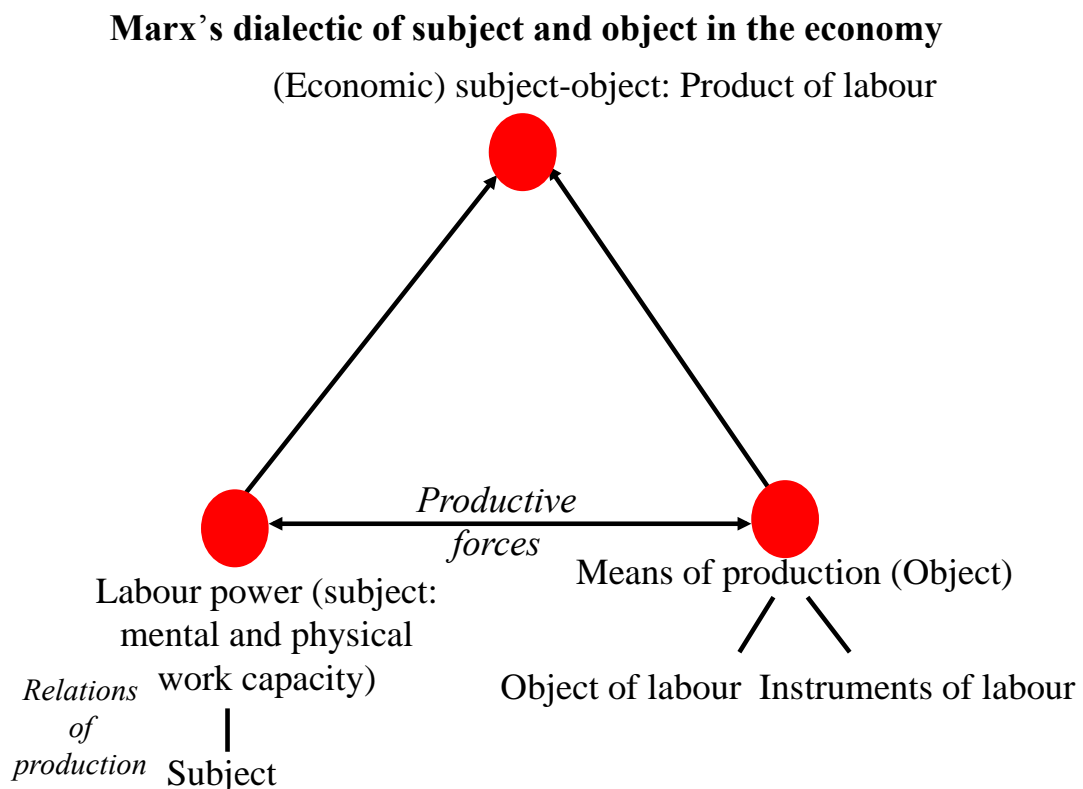 Marx's dialectic of subject and object in the economy
(Economic) subject-object: Product of labour
Productive
forces
Labour power (subject:
mental and physical
work capacity)
Means of production (Object)
Object of labour
Instruments of labour
Relations
of
production
Subject